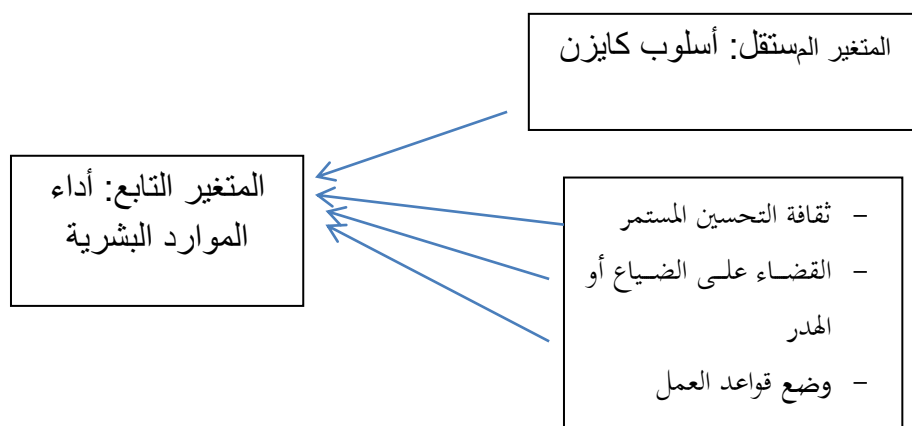 المتغير المستقل: أسلوب كايزن
المتغير التابع: أداء
الموارد البشرية
- ثقافة التحسين المستمر
- القضاء على الضياع أو
الهدر
- وضع قواعد العمل